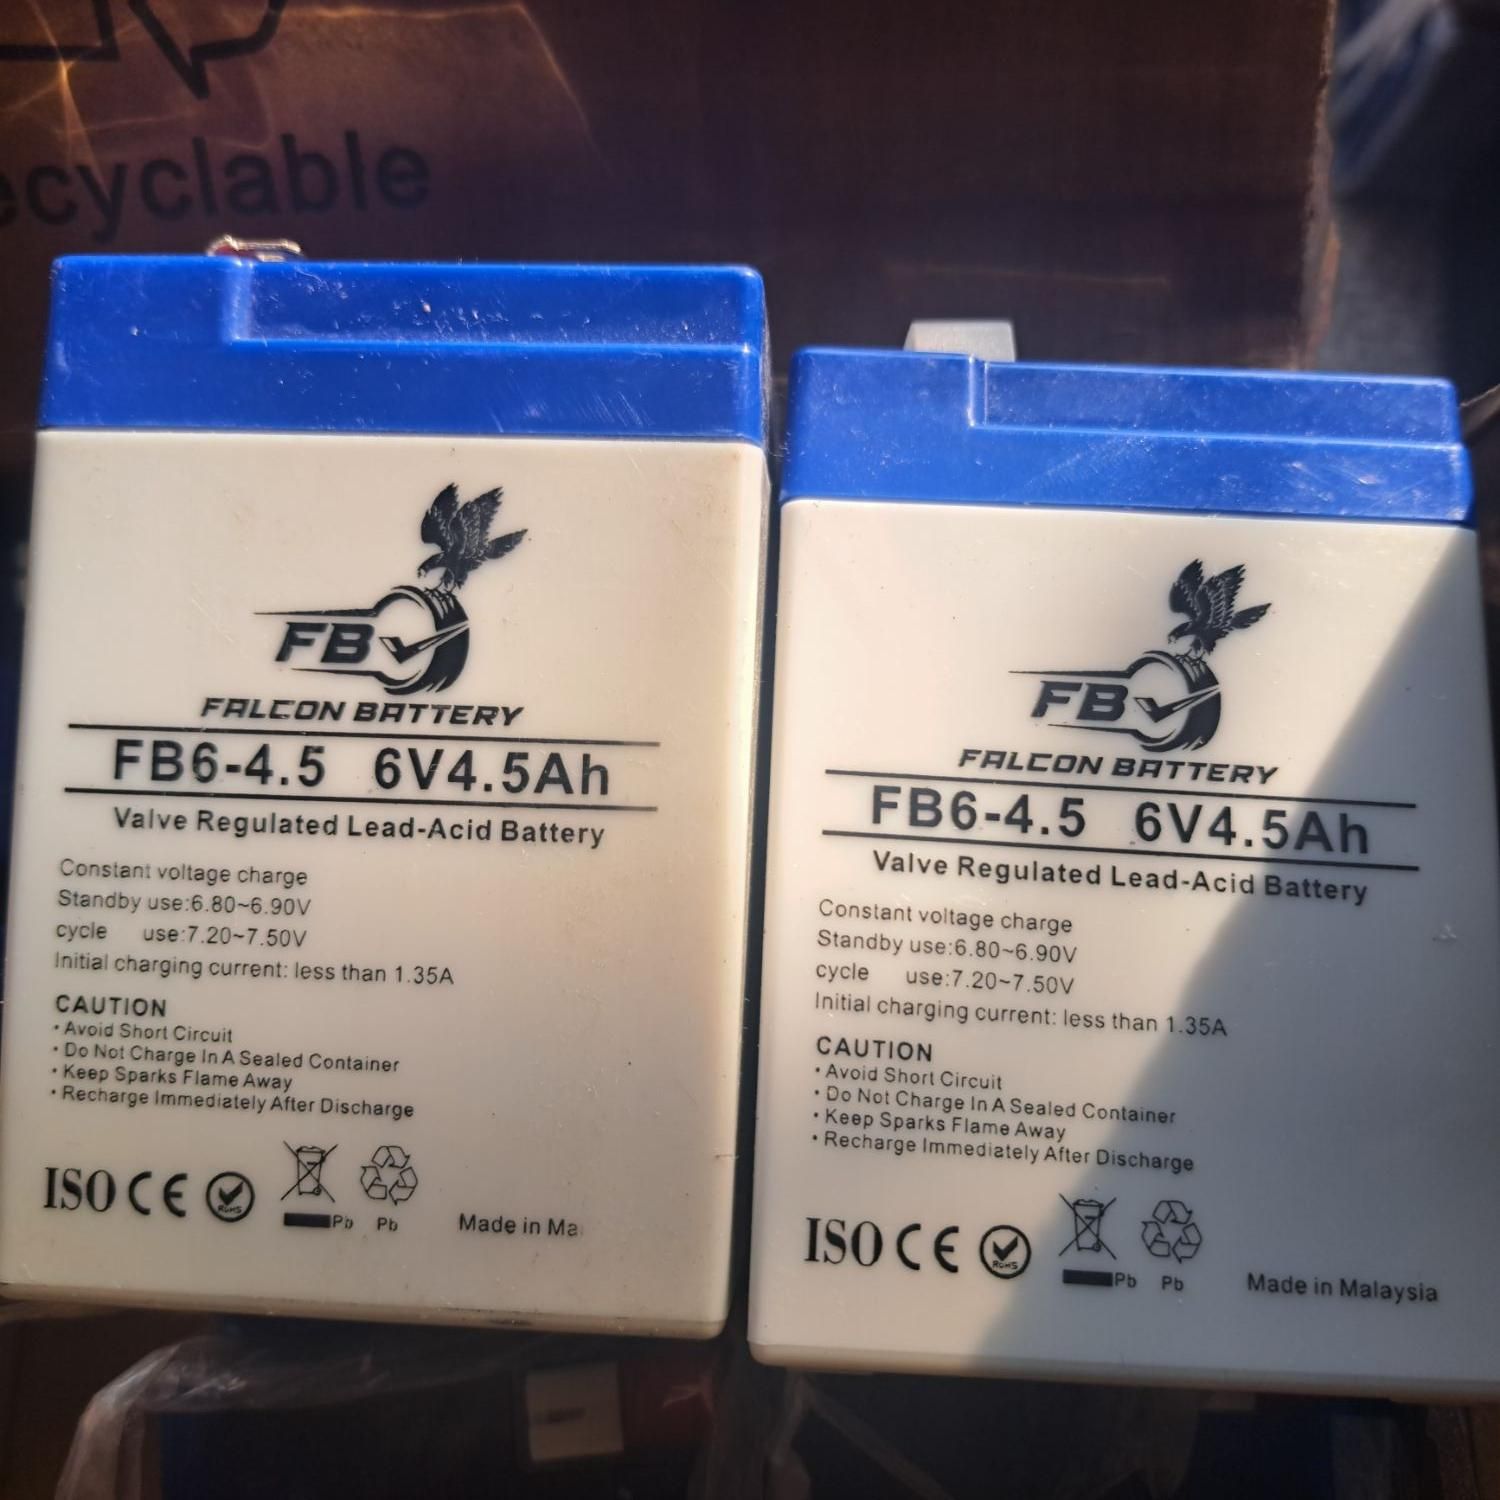 ecyclable
FB
FALCON BATTERY
FB6-4.5 6V4.5Ah
Valve Regulated Lead-Acid Battery
Constant voltage charge
Standby use:6.80~6.90V
cycle use:7.20~7.50V
Initial charging current: less than 1.35A
CAUTION
• Avoid Short Circuit
• Do Not Charge In A Sealed Container
• Keep Sparks Flame Away
• Recharge Immediately After Discharge
ISO CE RoHS Pb Pb Made in Ma
FB
FALCON BATTERY
FB6-4.5 6V4.5Ah
Valve Regulated Lead-Acid Battery
Constant voltage charge
Standby use:6.80~6.90V
cycle use:7.20~7.50V
Initial charging current: less than 1.35A
CAUTION
• Avoid Short Circuit
• Do Not Charge In A Sealed Container
• Keep Sparks Flame Away
• Recharge Immediately After Discharge
ISO CE RoHS Pb Pb Made in Malaysia